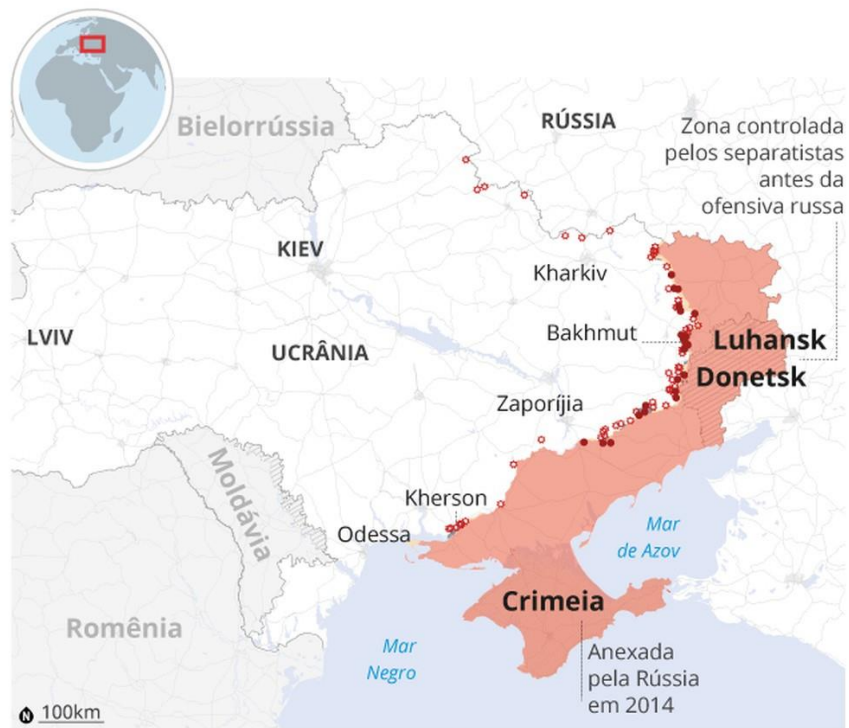 Bielorrússia
RÚSSIA
Zona controlada
pelos separatistas
antes da
ofensiva russa
KIEV
Kharkiv
LVIV
UCRÂNIA
Bakhmut
Luhansk
Donetsk
Zaporíjia
Moldávia
Kherson
Odessa
Mar
de Azov
Crimeia
Romênia
Mar
Negro
Anexada
pela Rússia
em 2014
N 100km